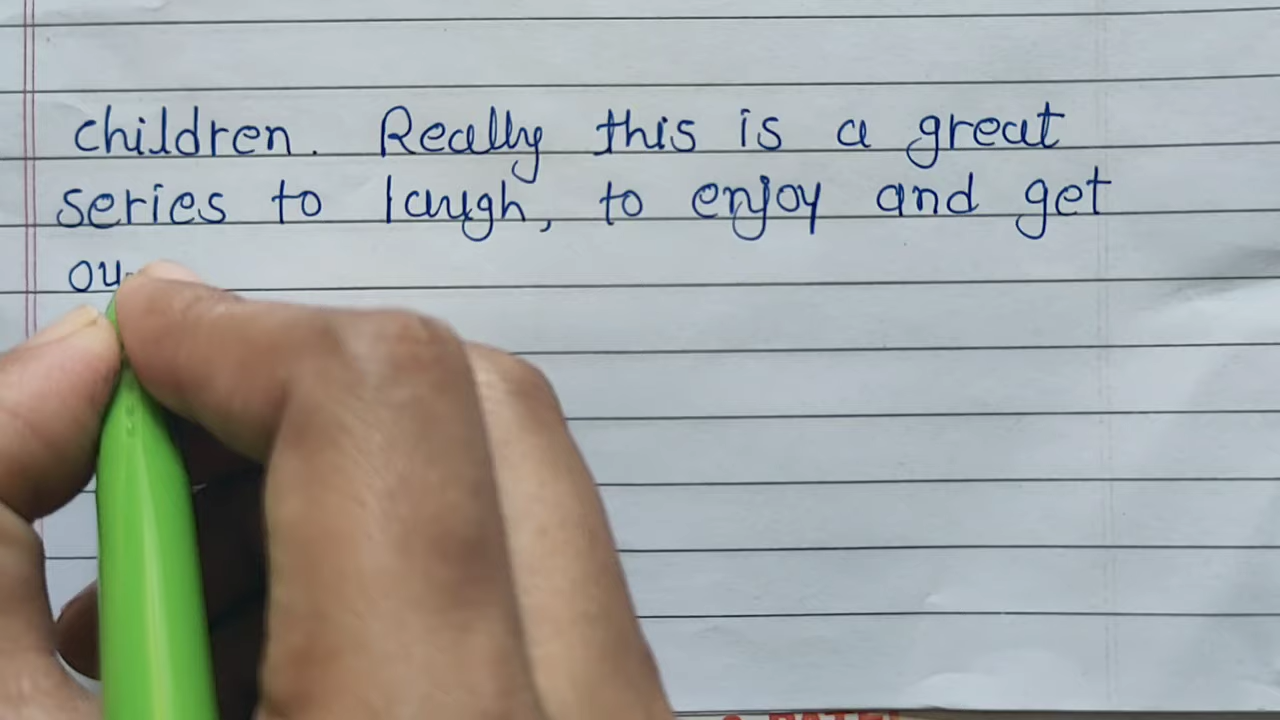 children. Really this is a great
series to laugh, to enjoy and get